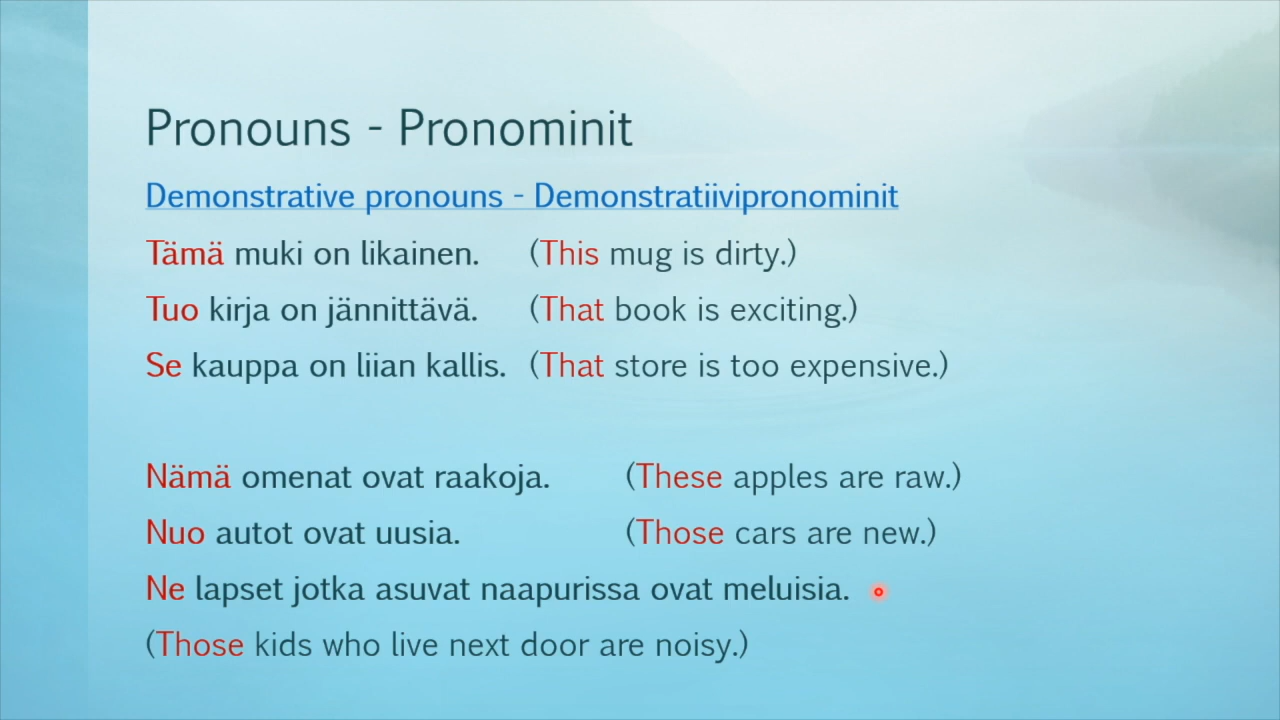 Pronouns - Pronominit
Demonstrative pronouns - Demonstratiivipronominit
Tämä muki on likainen. (This mug is dirty.)
Tuo kirja on jännittävä. (That book is exciting.)
Se kauppa on liian kallis. (That store is too expensive.)
Nämä omenat ovat raakoja. (These apples are raw.)
Nuo autot ovat uusia. (Those cars are new.)
Ne lapset jotka asuvat naapurissa ovat meluisia.
(Those kids who live next door are noisy.)